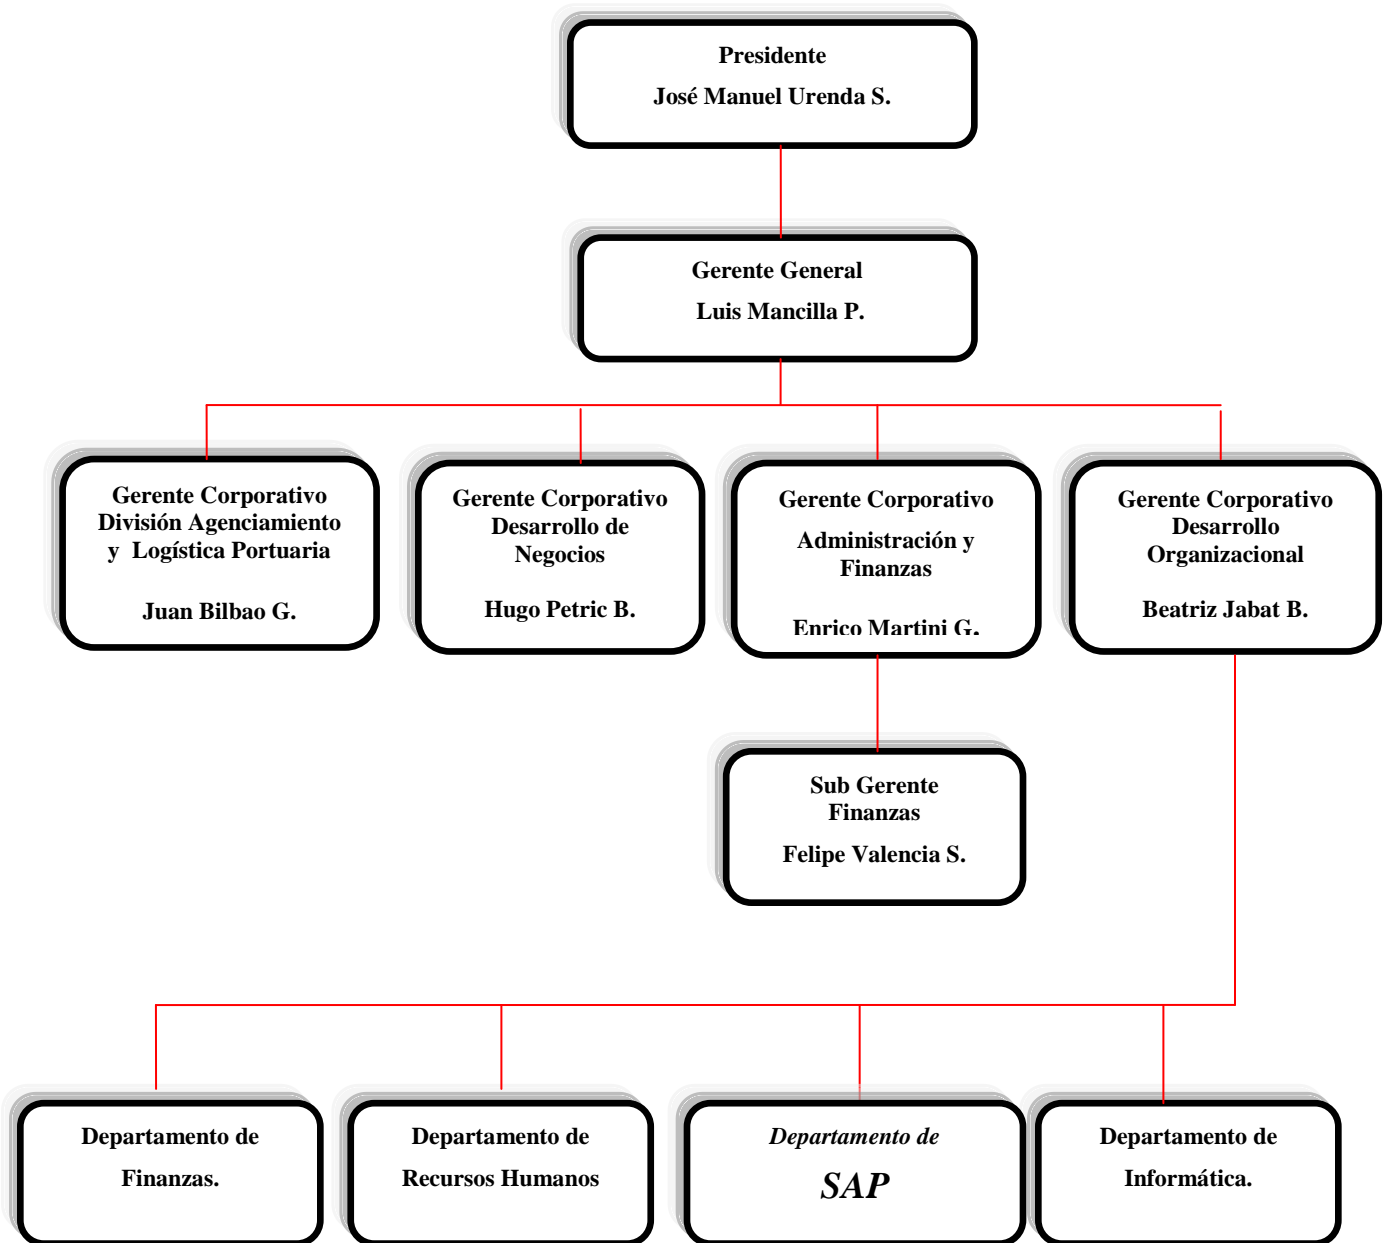 Presidente
José Manuel Urenda S.
Gerente General
Luis Mancilla P.
Gerente Corporativo
División Agenciamiento
y Logística Portuaria
Juan Bilbao G.
Gerente Corporativo
Desarrollo de
Negocios
Hugo Petric B.
Gerente Corporativo
Administración y
Finanzas
Enrico Martini G.
Gerente Corporativo
Desarrollo
Organizacional
Beatriz Jabat B.
Sub Gerente
Finanzas
Felipe Valencia S.
Departamento de
Finanzas.
Departamento de
Recursos Humanos
Departamento de
SAP
Departamento de
Informática.